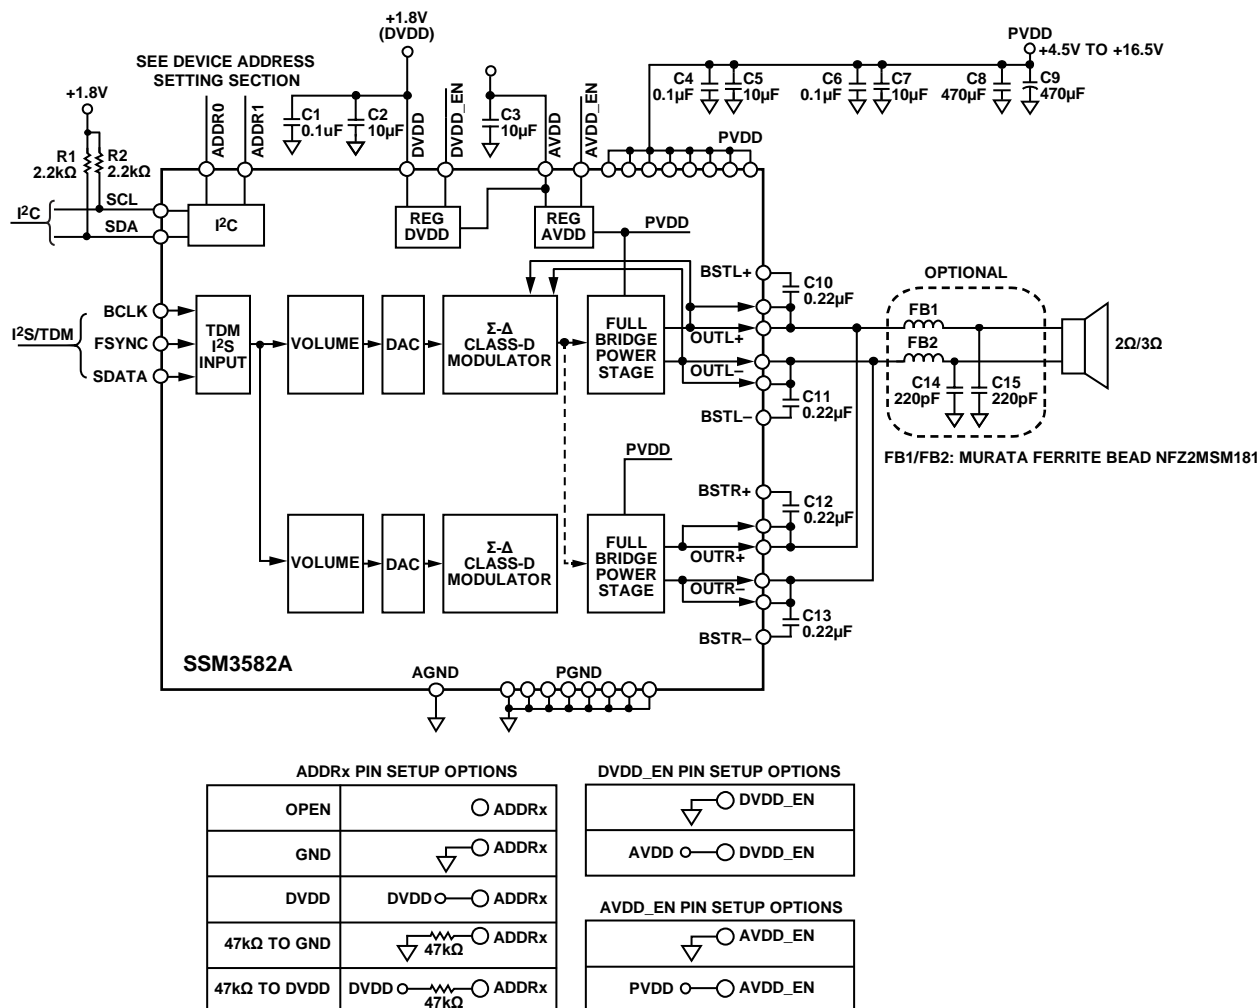 +1.8V
(DVDD)
PVDD
+4.5V TO +16.5V
SEE DEVICE ADDRESS
SETTING SECTION
+1.8V
ADDR0
ADDR1
C1
0.1uF
C2
10µF
DVDD
DVDD_EN
C3
10µF
AVDD
AVDD_EN
C4
0.1µF
C5
10µF
C6
0.1µF
C7
10µF
C8
470µF
C9
470µF
PVDD
R1
2.2kΩ
R2
2.2kΩ
I²C
SCL
SDA
I²C
REG
DVDD
REG
AVDD
PVDD
BSTL+
C10
0.22µF
OPTIONAL
I²S/TDM
BCLK
FSYNC
SDATA
TDM
I²S
INPUT
VOLUME
DAC
Σ-Δ
CLASS-D
MODULATOR
FULL
BRIDGE
POWER
STAGE
OUTL+
OUTL–
FB1
FB2
C14
220pF
C15
220pF
2Ω/3Ω
C11
0.22µF
BSTL–
FB1/FB2: MURATA FERRITE BEAD NFZ2MSM181
PVDD
BSTR+
C12
0.22µF
VOLUME
DAC
Σ-Δ
CLASS-D
MODULATOR
FULL
BRIDGE
POWER
STAGE
OUTR+
OUTR–
C13
0.22µF
BSTR–
SSM3582A
AGND
PGND
ADDRx PIN SETUP OPTIONS
OPEN
ADDRx
GND
ADDRx
DVDD
DVDD
ADDRx
47kΩ TO GND
47kΩ
ADDRx
47kΩ TO DVDD
DVDD
47kΩ
ADDRx
DVDD_EN PIN SETUP OPTIONS
DVDD_EN
AVDD
DVDD_EN
AVDD_EN PIN SETUP OPTIONS
AVDD_EN
PVDD
AVDD_EN